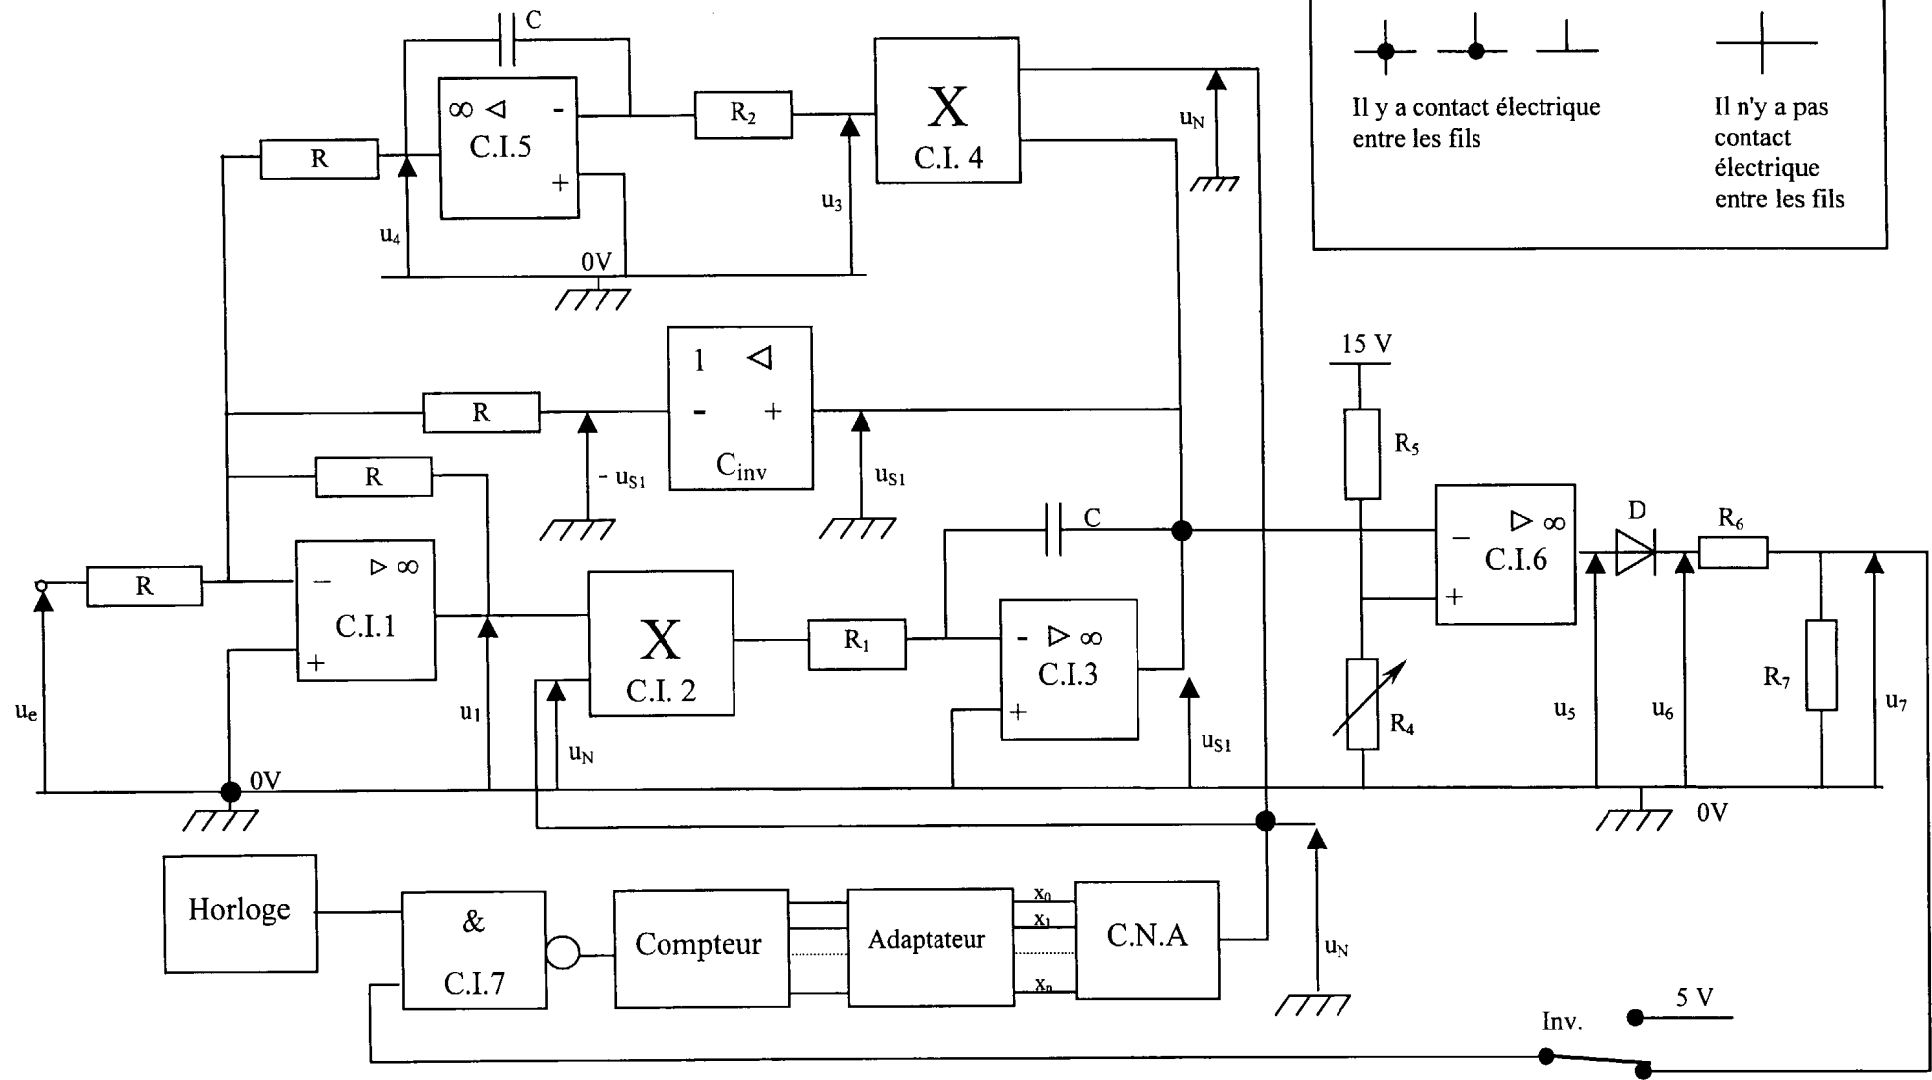 C
∞ ⊲ -
C.I.5
+
R
R₂
X
C.I. 4
u_N
u₃
u₄
0V
Il y a contact électrique
entre les fils
Il n'y a pas
contact
électrique
entre les fils
1 ⊲
- +
C_inv
R
- u_S1
u_S1
R
15 V
R₅
C
− ⊳ ∞
C.I.6
+
D
R₆
R
− ⊳ ∞
C.I.1
+
X
C.I. 2
R₁
- ⊳ ∞
C.I.3
+
R₄
R₇
u_e
u₁
u_N
u_S1
u₅
u₆
u₇
0V
0V
Horloge
&
C.I.7
Compteur
Adaptateur
x₀
x₁
x_n
C.N.A
u_N
Inv.
5 V